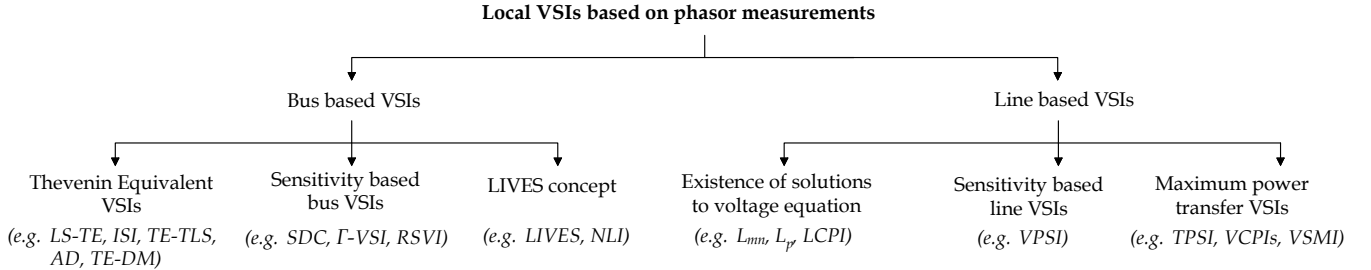 Local VSIs based on phasor measurements
Bus based VSIs
Line based VSIs
Thevenin Equivalent
VSIs
(e.g. LS-TE, ISI, TE-TLS,
AD, TE-DM)
Sensitivity based
bus VSIs
(e.g. SDC, Γ-VSI, RSVI)
LIVES concept
(e.g. LIVES, NLI)
Existence of solutions
to voltage equation
(e.g. Lmn, Lp, LCPI)
Sensitivity based
line VSIs
(e.g. VPSI)
Maximum power
transfer VSIs
(e.g. TPSI, VCPIs, VSMI)